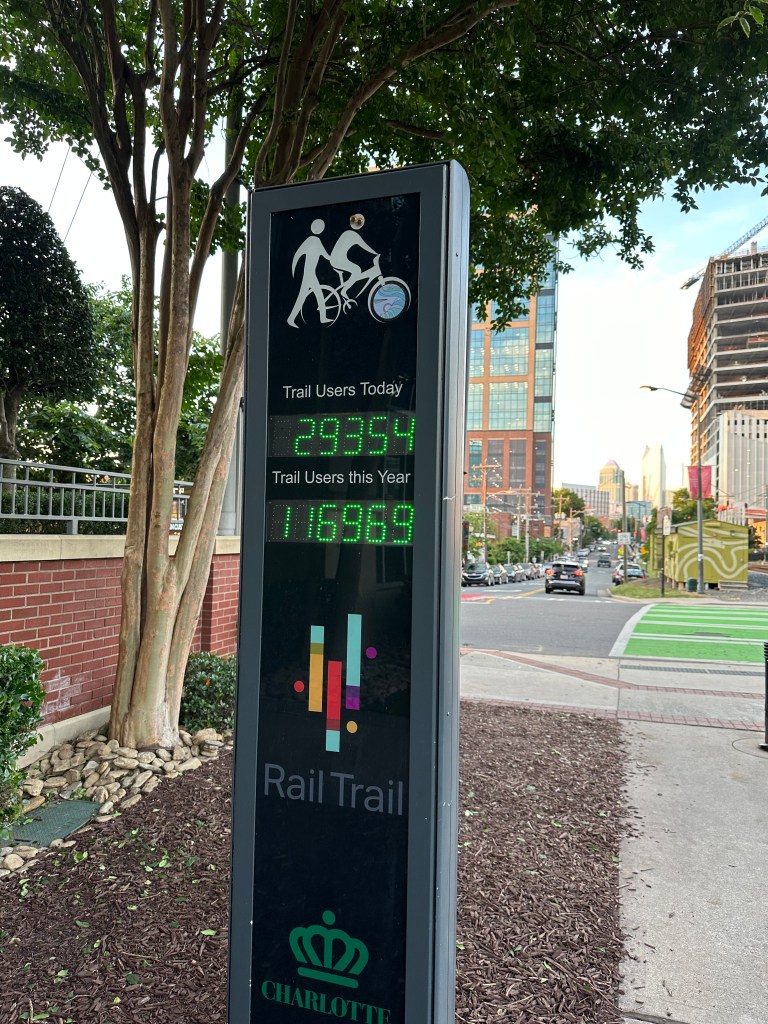 Trail Users Today
29354
Trail Users this Year
116969
Rail Trail
CHARLOTTE